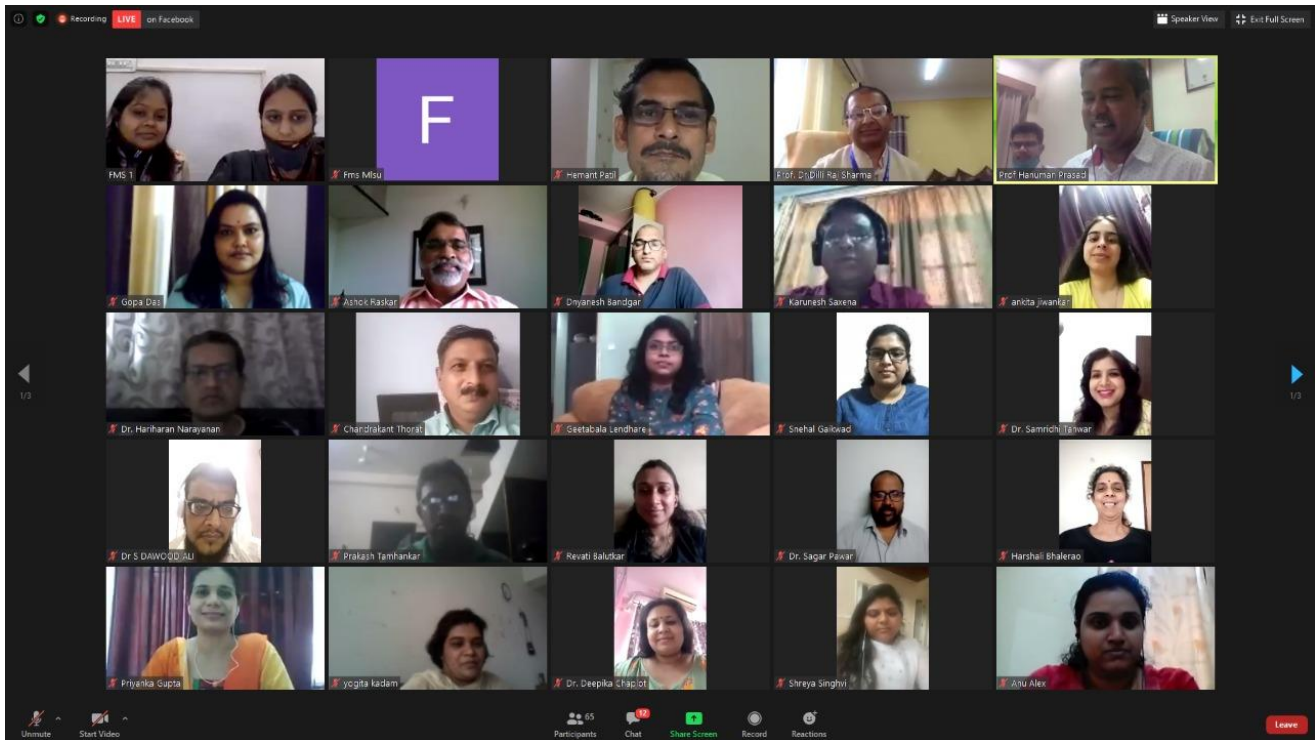 Recording LIVE on Facebook
Speaker View Exit Full Screen
FMS 1
F
Fms Mlsu
Hemant Patil
Prof. Dr.Dilli Raj Sharma
Prof Hanuman Prasad
Gopa Das
Ashok Raskar
Dnyanesh Bandgar
Karunesh Saxena
ankita jiwankar
Dr. Hariharan Narayanan
Chandrakant Thorat
Geetabala Lendhare
Snehal Gaikwad
Dr. Samridhi Tanwar
1/3
1/3
Dr S DAWOOD ALI
Prakash Tamhankar
Revati Balutkar
Dr. Sagar Pawar
Harshali Bhalerao
Priyanka Gupta
yogita kadam
Dr. Deepika Chaplot
Shreya Singhvi
Anu Alex
65
12
Unmute Start Video Participants Chat Share Screen Record Reactions Leave